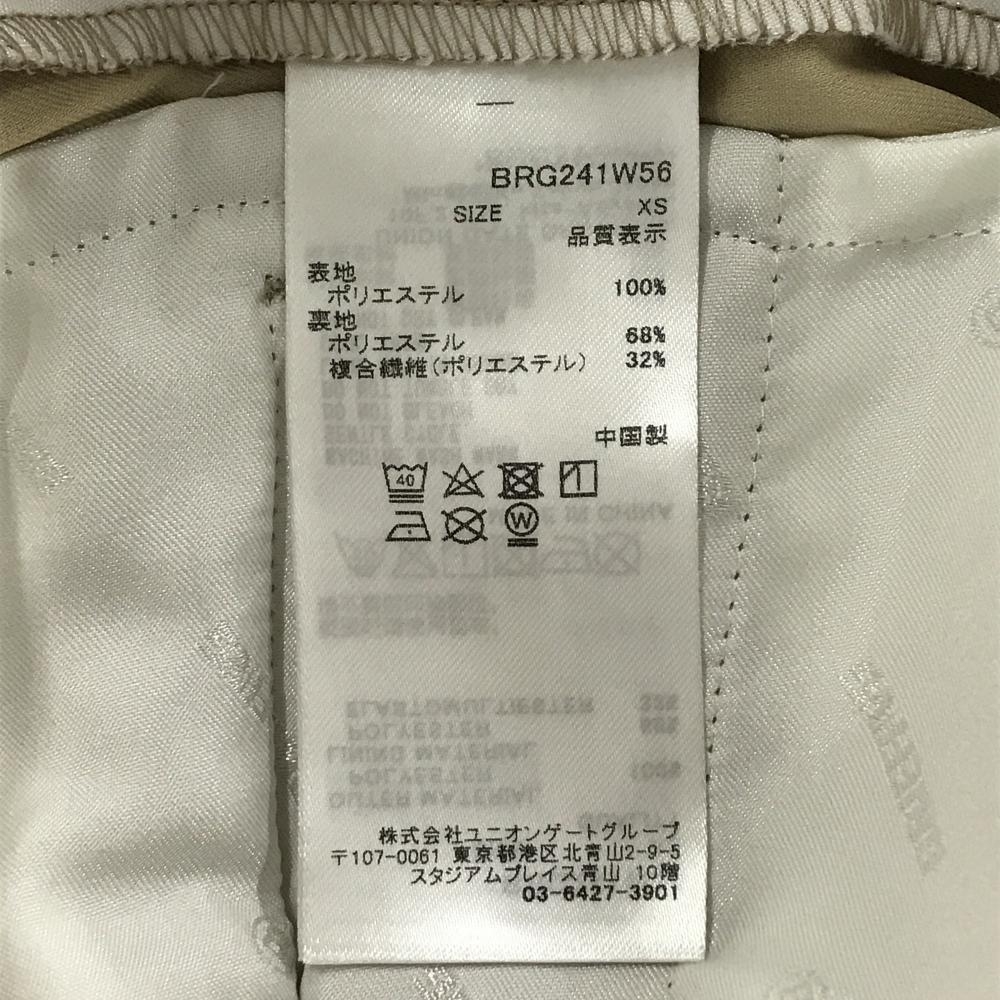 BRG241W56
SIZE XS
品質表示
表地
ポリエステル 100%
裏地
ポリエステル 68%
複合繊維(ポリエステル) 32%
中国製
40
W
株式会社ユニオンゲートグループ
〒107-0061 東京都港区北青山2-9-5
スタジアムプレイス青山 10階
03-6427-3901